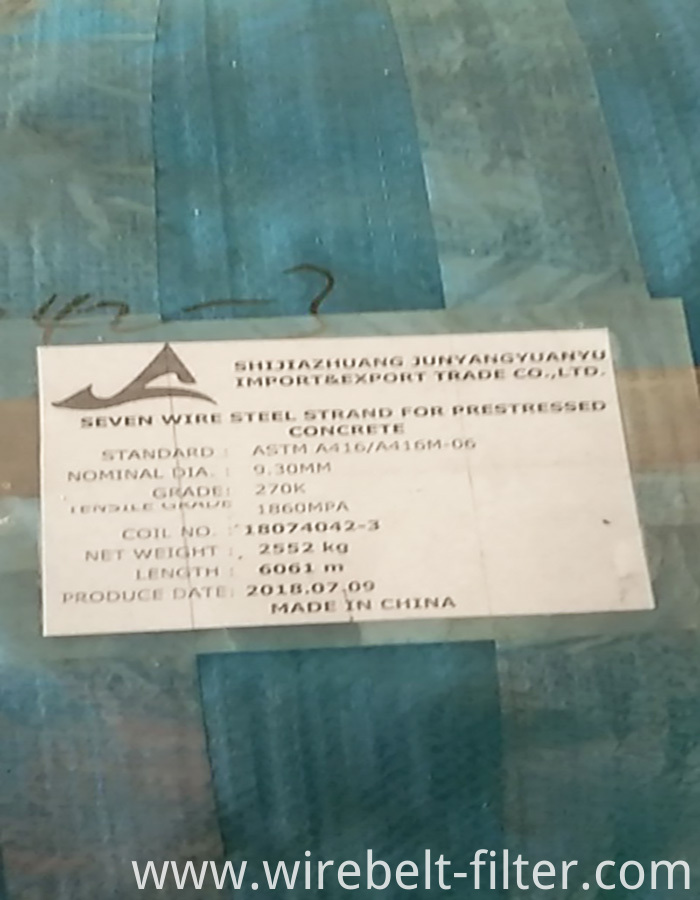 42-3
SHIJIAZHUANG JUNYANGYUANYU
IMPORT&EXPORT TRADE CO.,LTD.
SEVEN WIRE STEEL STRAND FOR PRESTRESSED
CONCRETE
STANDARD : ASTM A416/A416M-06
NOMINAL DIA. : 9.30MM
GRADE: 270K
TENSILE GRADE 1860MPA
COIL NO. : 18074042-3
NET WEIGHT : 2552 kg
LENGTH : 6061 m
PRODUCE DATE: 2018.07.09
MADE IN CHINA
www.wirebelt-filter.com